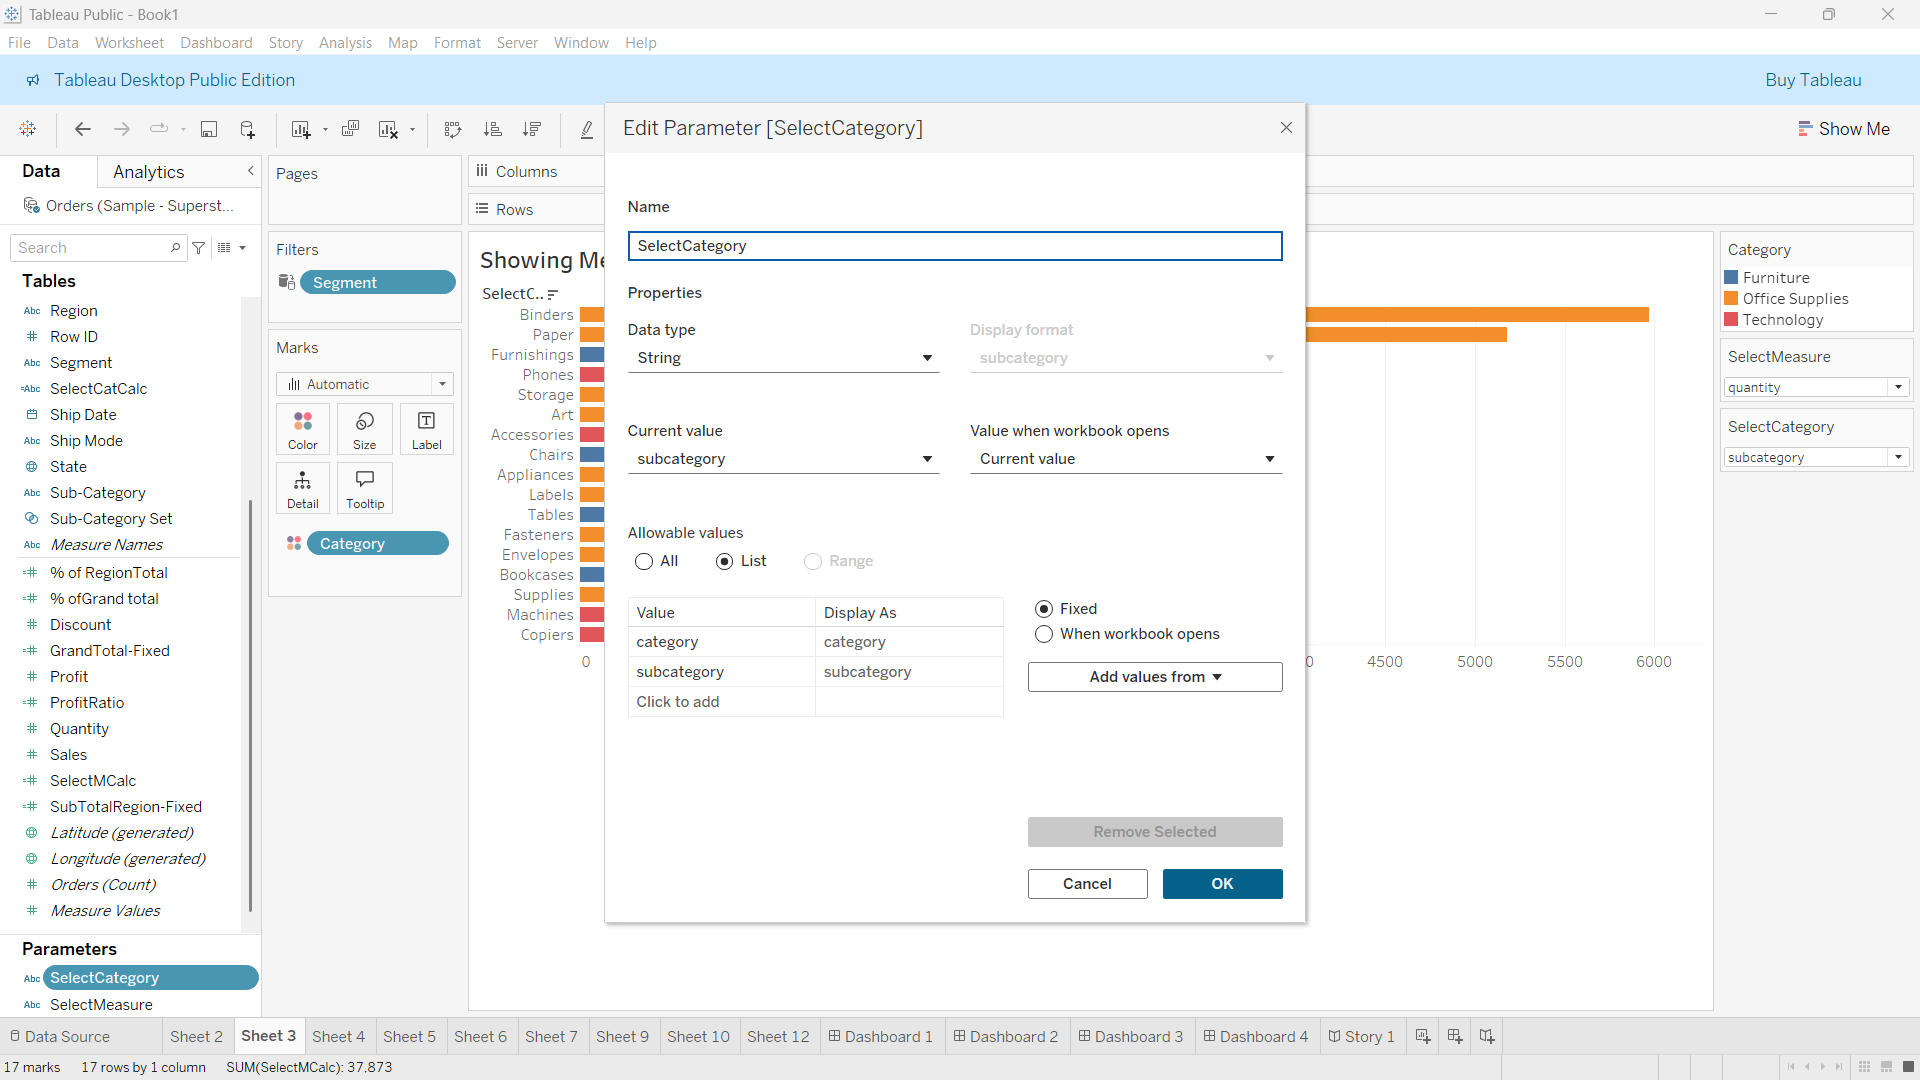 Tableau Public - Book1
File Data Worksheet Dashboard Story Analysis Map Format Server Window Help
Tableau Desktop Public Edition
Buy Tableau
Show Me
Data
Analytics
Orders (Sample - Superst...
Search
Tables
Abc Region
Row ID
Abc Segment
=Abc SelectCatCalc
Ship Date
Abc Ship Mode
State
Abc Sub-Category
Sub-Category Set
Abc Measure Names
% of RegionTotal
% ofGrand total
Discount
GrandTotal-Fixed
Profit
ProfitRatio
Quantity
Sales
SelectMCalc
SubTotalRegion-Fixed
Latitude (generated)
Longitude (generated)
Orders (Count)
Measure Values
Parameters
Abc SelectCategory
Abc SelectMeasure
Pages
Filters
Segment
Marks
Automatic
Color
Size
Label
Detail
Tooltip
Category
Columns
Rows
Showing Me
SelectC..
Binders
Paper
Furnishings
Phones
Storage
Art
Accessories
Chairs
Appliances
Labels
Tables
Fasteners
Envelopes
Bookcases
Supplies
Machines
Copiers
0
0 4500 5000 5500 6000
Edit Parameter [SelectCategory]
Name
SelectCategory
Properties
Data type
String
Display format
subcategory
Current value
subcategory
Value when workbook opens
Current value
Allowable values
All List Range
Value Display As
category category
subcategory subcategory
Click to add
Fixed
When workbook opens
Add values from
Remove Selected
Cancel
OK
Category
Furniture
Office Supplies
Technology
SelectMeasure
quantity
SelectCategory
subcategory
Data Source Sheet 2 Sheet 3 Sheet 4 Sheet 5 Sheet 6 Sheet 7 Sheet 9 Sheet 10 Sheet 12 Dashboard 1 Dashboard 2 Dashboard 3 Dashboard 4 Story 1
17 marks 17 rows by 1 column SUM(SelectMCalc): 37,873